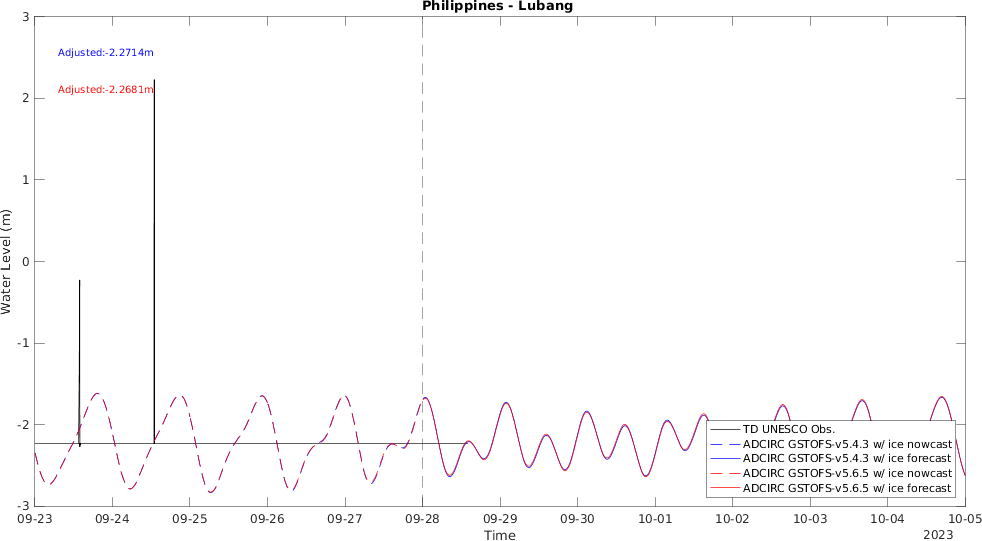 Philippines - Lubang
3
Adjusted:-2.2714m
Adjusted:-2.2681m
2
1
0
-1
-2
-3
Water Level (m)
TD UNESCO Obs.
ADCIRC GSTOFS-v5.4.3 w/ ice nowcast
ADCIRC GSTOFS-v5.4.3 w/ ice forecast
ADCIRC GSTOFS-v5.6.5 w/ ice nowcast
ADCIRC GSTOFS-v5.6.5 w/ ice forecast
09-23 09-24 09-25 09-26 09-27 09-28 09-29 09-30 10-01 10-02 10-03 10-04 10-05
Time
2023